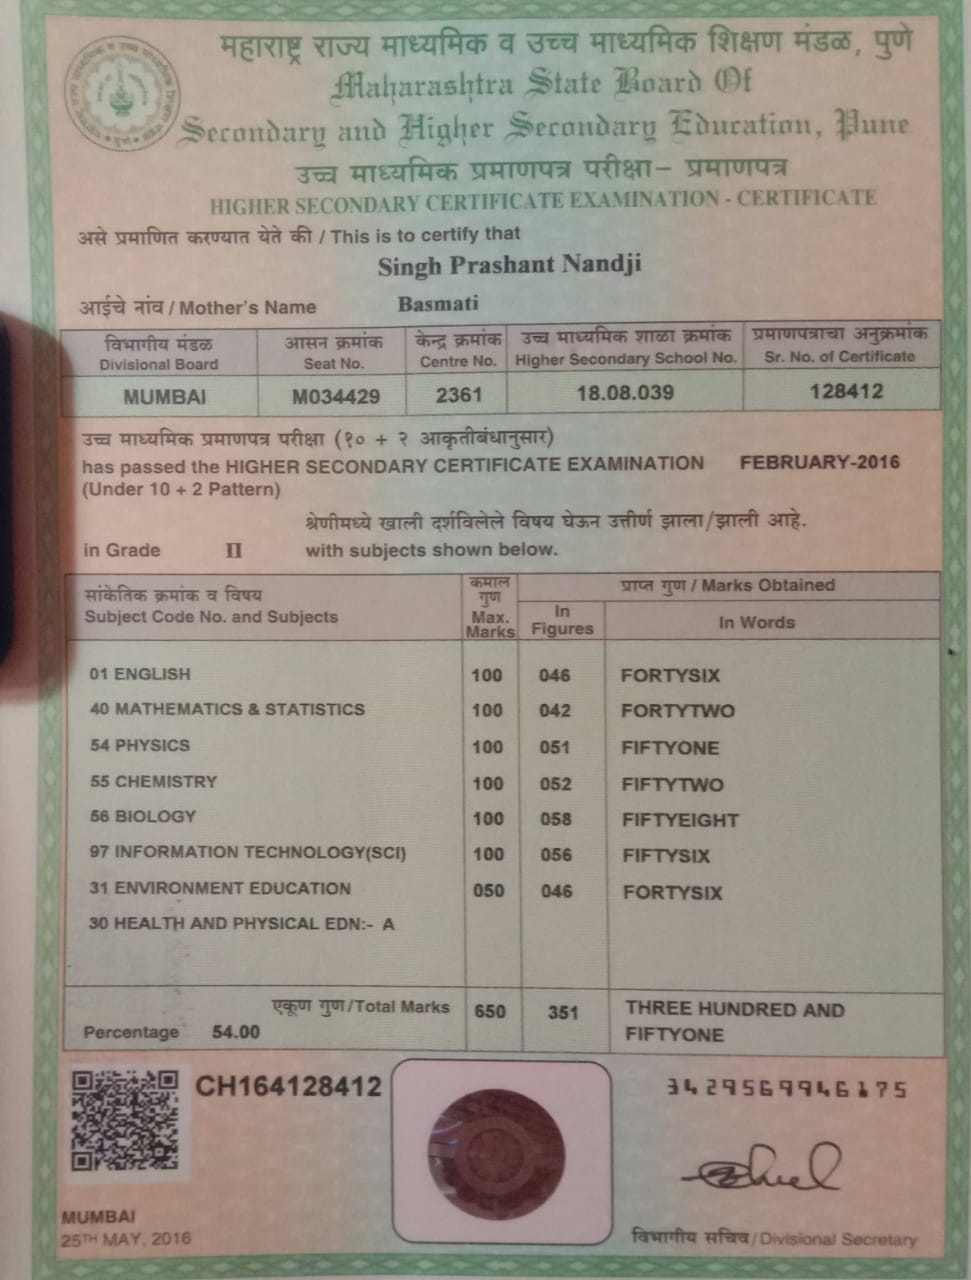 महाराष्ट्र राज्य माध्यमिक व उच्च माध्यमिक शिक्षण मंडळ, पुणे
Maharashtra State Board Of
Secondary and Higher Secondary Education, Pune
उच्च माध्यमिक प्रमाणपत्र परीक्षा– प्रमाणपत्र
HIGHER SECONDARY CERTIFICATE EXAMINATION - CERTIFICATE
असे प्रमाणित करण्यात येते की / This is to certify that
Singh Prashant Nandji
आईचे नांव / Mother's Name Basmati
विभागीय मंडळ आसन क्रमांक केन्द्र क्रमांक उच्च माध्यमिक शाळा क्रमांक प्रमाणपत्राचा अनुक्रमांक
Divisional Board Seat No. Centre No. Higher Secondary School No. Sr. No. of Certificate
MUMBAI M034429 2361 18.08.039 128412
उच्च माध्यमिक प्रमाणपत्र परीक्षा (१० + २ आकृतीबंधानुसार)
has passed the HIGHER SECONDARY CERTIFICATE EXAMINATION FEBRUARY-2016
(Under 10 + 2 Pattern)
श्रेणीमध्ये खाली दर्शविलेले विषय घेऊन उत्तीर्ण झाला/झाली आहे.
in Grade II with subjects shown below.
सांकेतिक क्रमांक व विषय
Subject Code No. and Subjects
कमाल
गुण
Max.
Marks
प्राप्त गुण / Marks Obtained
In
Figures
In Words
01 ENGLISH 100 046 FORTYSIX
40 MATHEMATICS & STATISTICS 100 042 FORTYTWO
54 PHYSICS 100 051 FIFTYONE
55 CHEMISTRY 100 052 FIFTYTWO
56 BIOLOGY 100 058 FIFTYEIGHT
97 INFORMATION TECHNOLOGY(SCI) 100 056 FIFTYSIX
31 ENVIRONMENT EDUCATION 050 046 FORTYSIX
30 HEALTH AND PHYSICAL EDN:- A
एकूण गुण/Total Marks 650 351 THREE HUNDRED AND
FIFTYONE
Percentage 54.00
CH164128412
3429569946175
MUMBAI
25TH MAY, 2016
विभागीय सचिव/Divisional Secretary